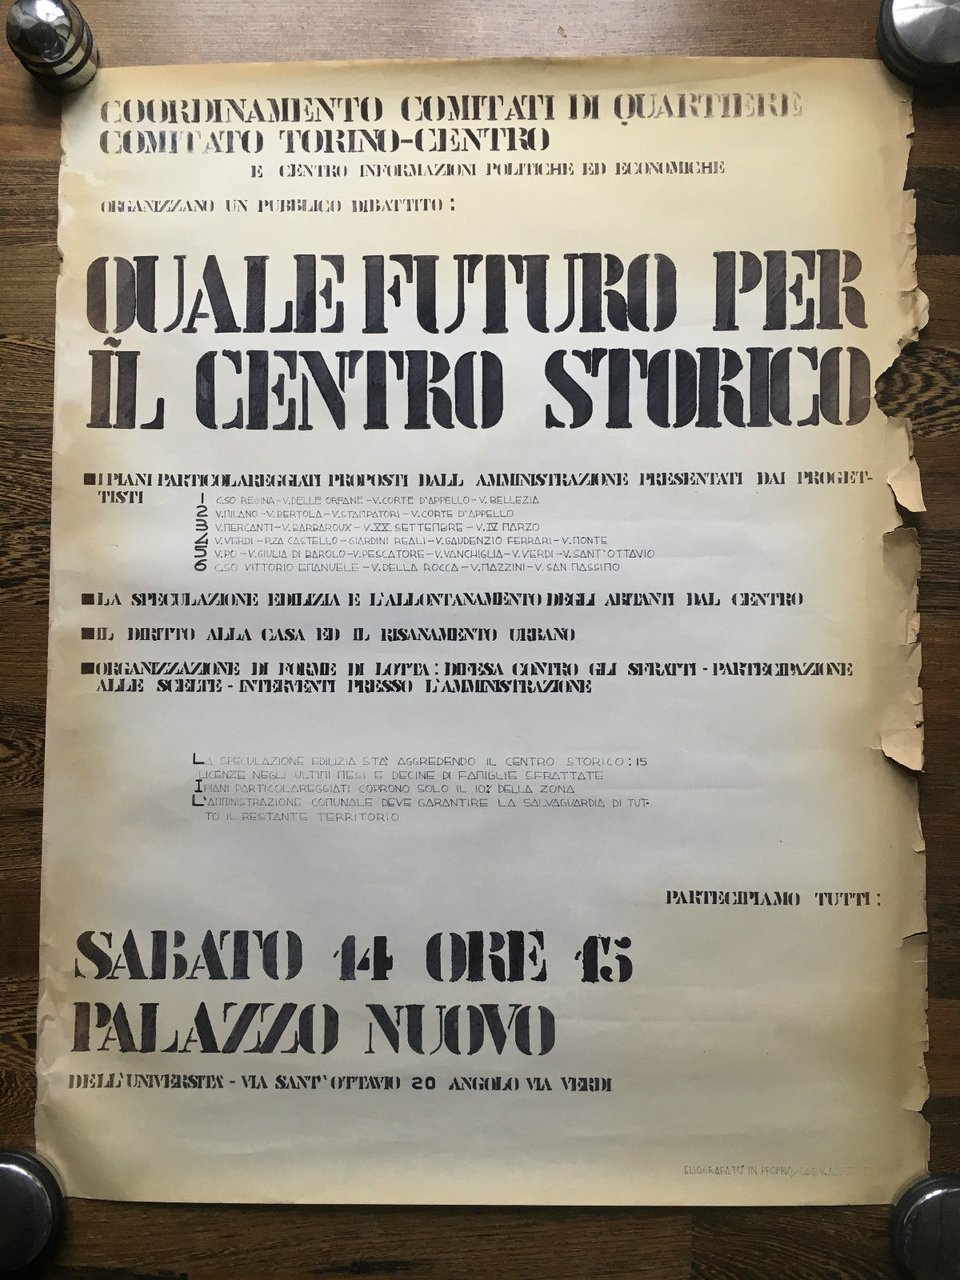 COORDINAMENTO COMITATI DI QUARTIERE
COMITATO TORINO-CENTRO
E CENTRO INFORMAZIONI POLITICHE ED ECONOMICHE
ORGANIZZANO UN PUBBLICO DIBATTITO :
QUALE FUTURO PER
IL CENTRO STORICO
■ I PIANI PARTICOLAREGGIATI PROPOSTI DALL AMMINISTRAZIONE PRESENTATI DAI PROGET-
TISTI
1 C.SO REGINA-V.DELLE ORFANE-V.CORTE D'APPELLO-V.BELLEZIA
2 V.MILANO-V.BERTOLA-V.STAMPATORI-V.CORTE D'APPELLO
3 V.MERCANTI-V.BARBAROUX-V.XX SETTEMBRE-V.IV MARZO
4 V.VERDI-P.ZA CASTELLO-GIARDINI REALI-V.GAUDENZIO FERRARI-V.MONTE
5 V.PO-V.GIULIA DI BAROLO-V.PESCATORE-V.VANCHIGLIA-V.VERDI-V.SANT'OTTAVIO
6 C.SO VITTORIO EMANUELE-V.DELLA ROCCA-V.MAZZINI-V.SAN MASSIMO
■ LA SPECULAZIONE EDILIZIA E L'ALLONTANAMENTO DEGLI ABITANTI DAL CENTRO
■ IL DIRITTO ALLA CASA ED IL RISANAMENTO URBANO
■ ORGANIZZAZIONE DI FORME DI LOTTA : DIFESA CONTRO GLI SFRATTI - PARTECIPAZIONE
ALLE SCELTE - INTERVENTI PRESSO L'AMMINISTRAZIONE
LA SPECULAZIONE EDILIZIA STA' AGGREDENDO IL CENTRO STORICO : 15
LICENZE NEGLI ULTIMI MESI E DECINE DI FAMIGLIE SFRATTATE
I PIANI PARTICOLAREGGIATI COPRONO SOLO IL 10% DELLA ZONA
L'AMMINISTRAZIONE COMUNALE DEVE GARANTIRE LA SALVAGUARDIA DI TUT-
TO IL RESTANTE TERRITORIO
PARTECIPIAMO TUTTI :
SABATO 14 ORE 15
PALAZZO NUOVO
DELL'UNIVERSITA' - VIA SANT'OTTAVIO 20 ANGOLO VIA VERDI
ELIOGRAFATO IN PROPRIO